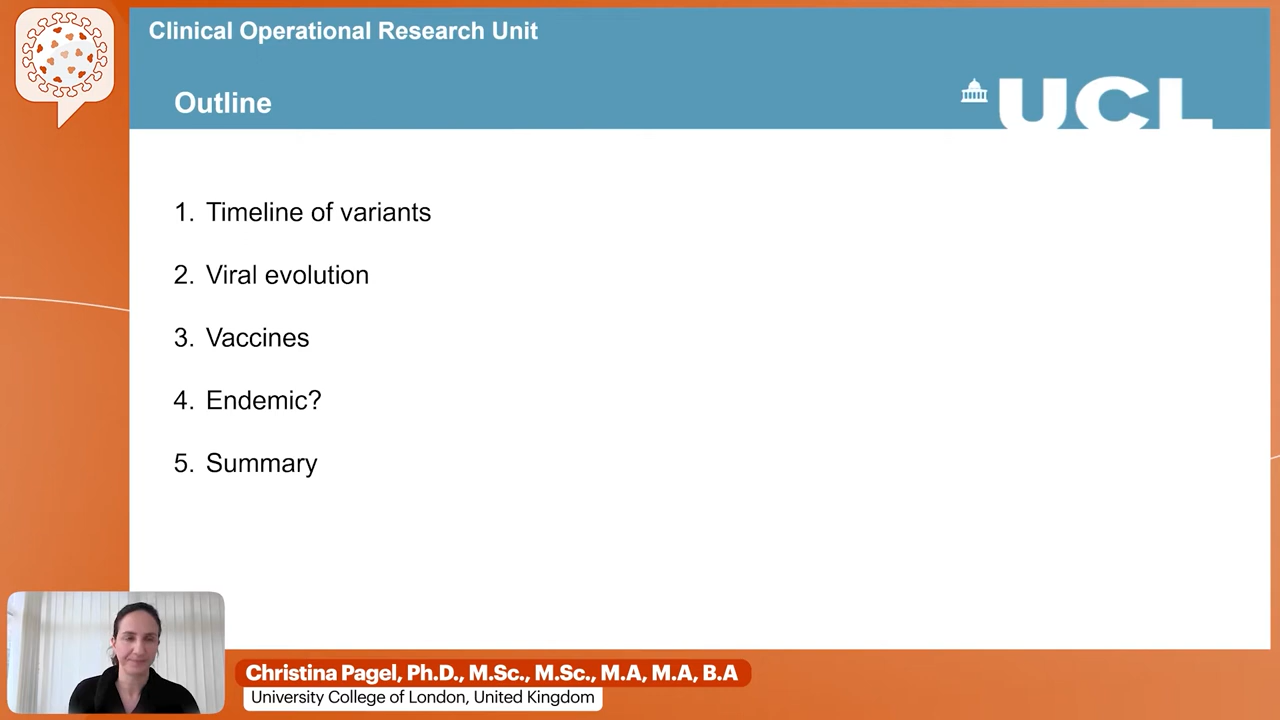 Clinical Operational Research Unit
Outline
UCL
1. Timeline of variants
2. Viral evolution
3. Vaccines
4. Endemic?
5. Summary
Christina Pagel, Ph.D., M.Sc., M.Sc., M.A, M.A, B.A
University College of London, United Kingdom